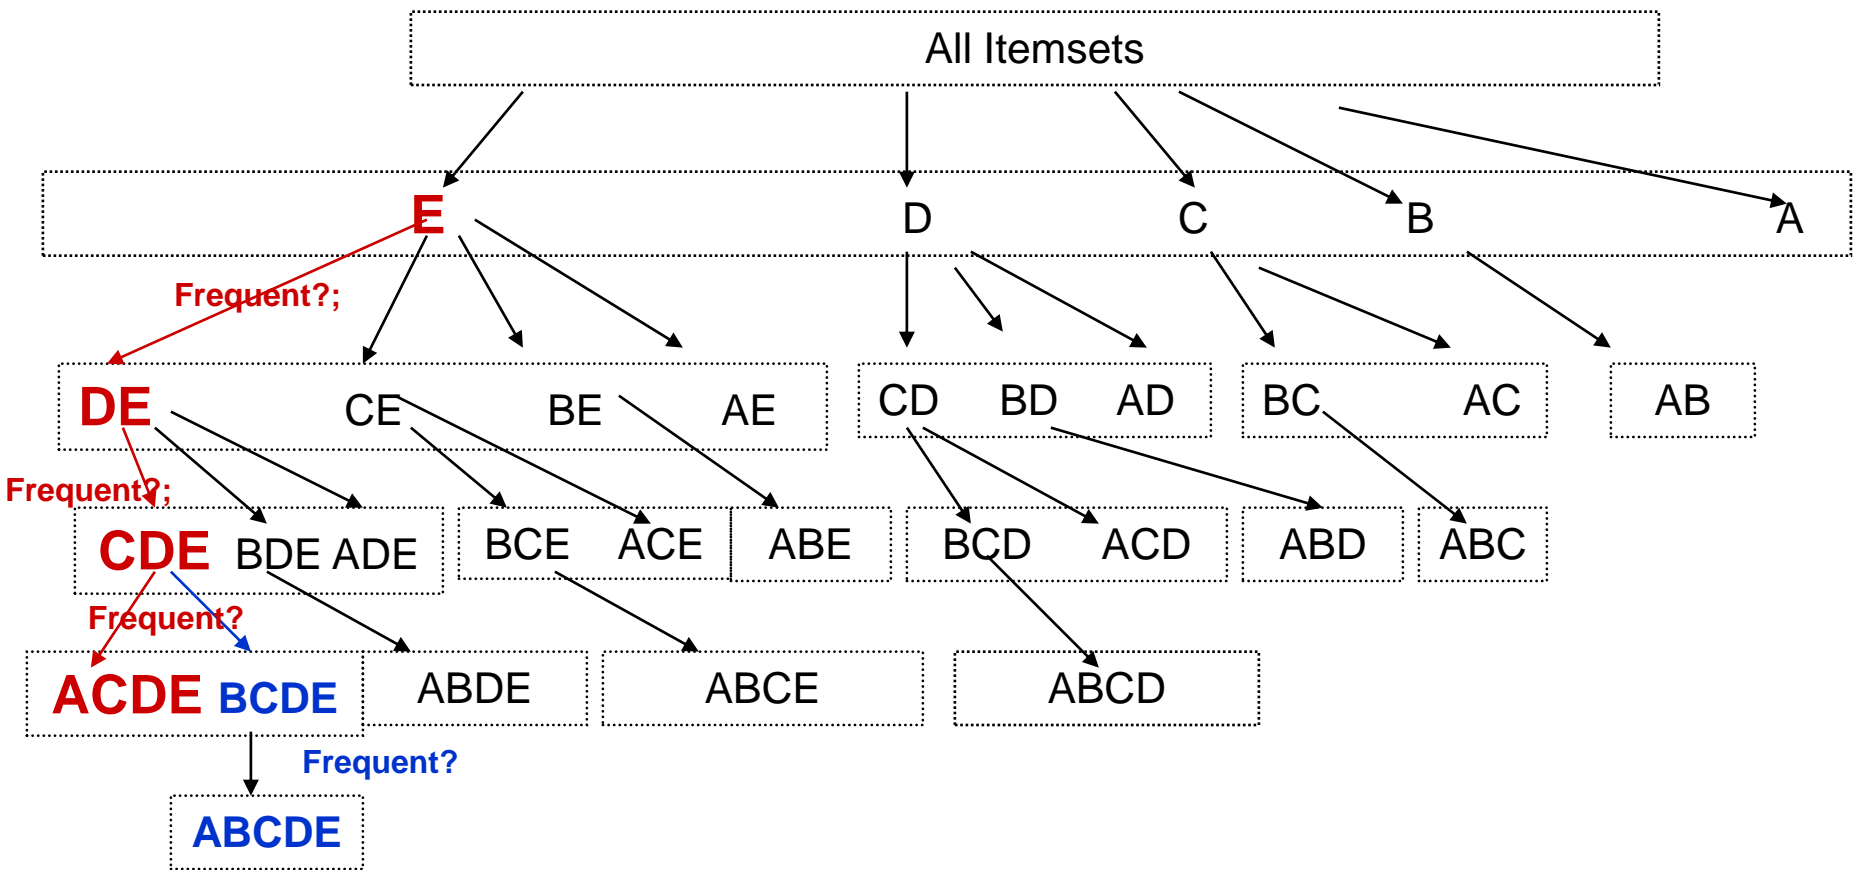 All Itemsets
E D C B A
Frequent?;
DE CE BE AE CD BD AD BC AC AB
Frequent?;
CDE BDE ADE BCE ACE ABE BCD ACD ABD ABC
Frequent?
ACDE BCDE ABDE ABCE ABCD
Frequent?
ABCDE